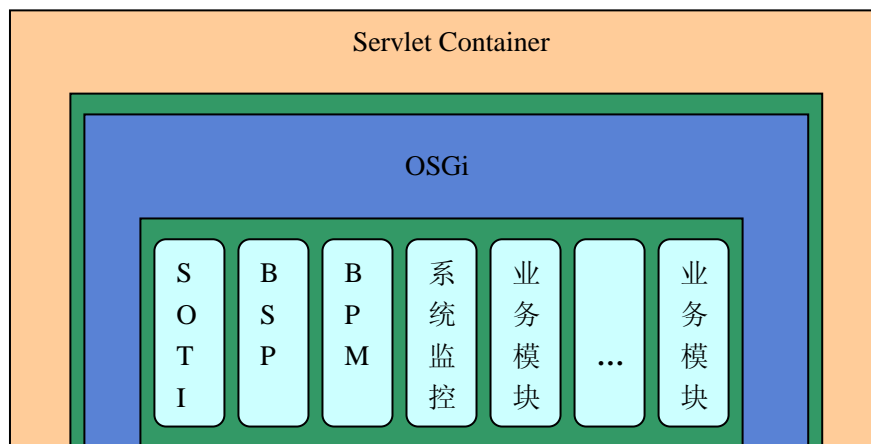 Servlet Container
OSGi
SOTI
BSP
BPM
系统监控
业务模块
...
业务模块